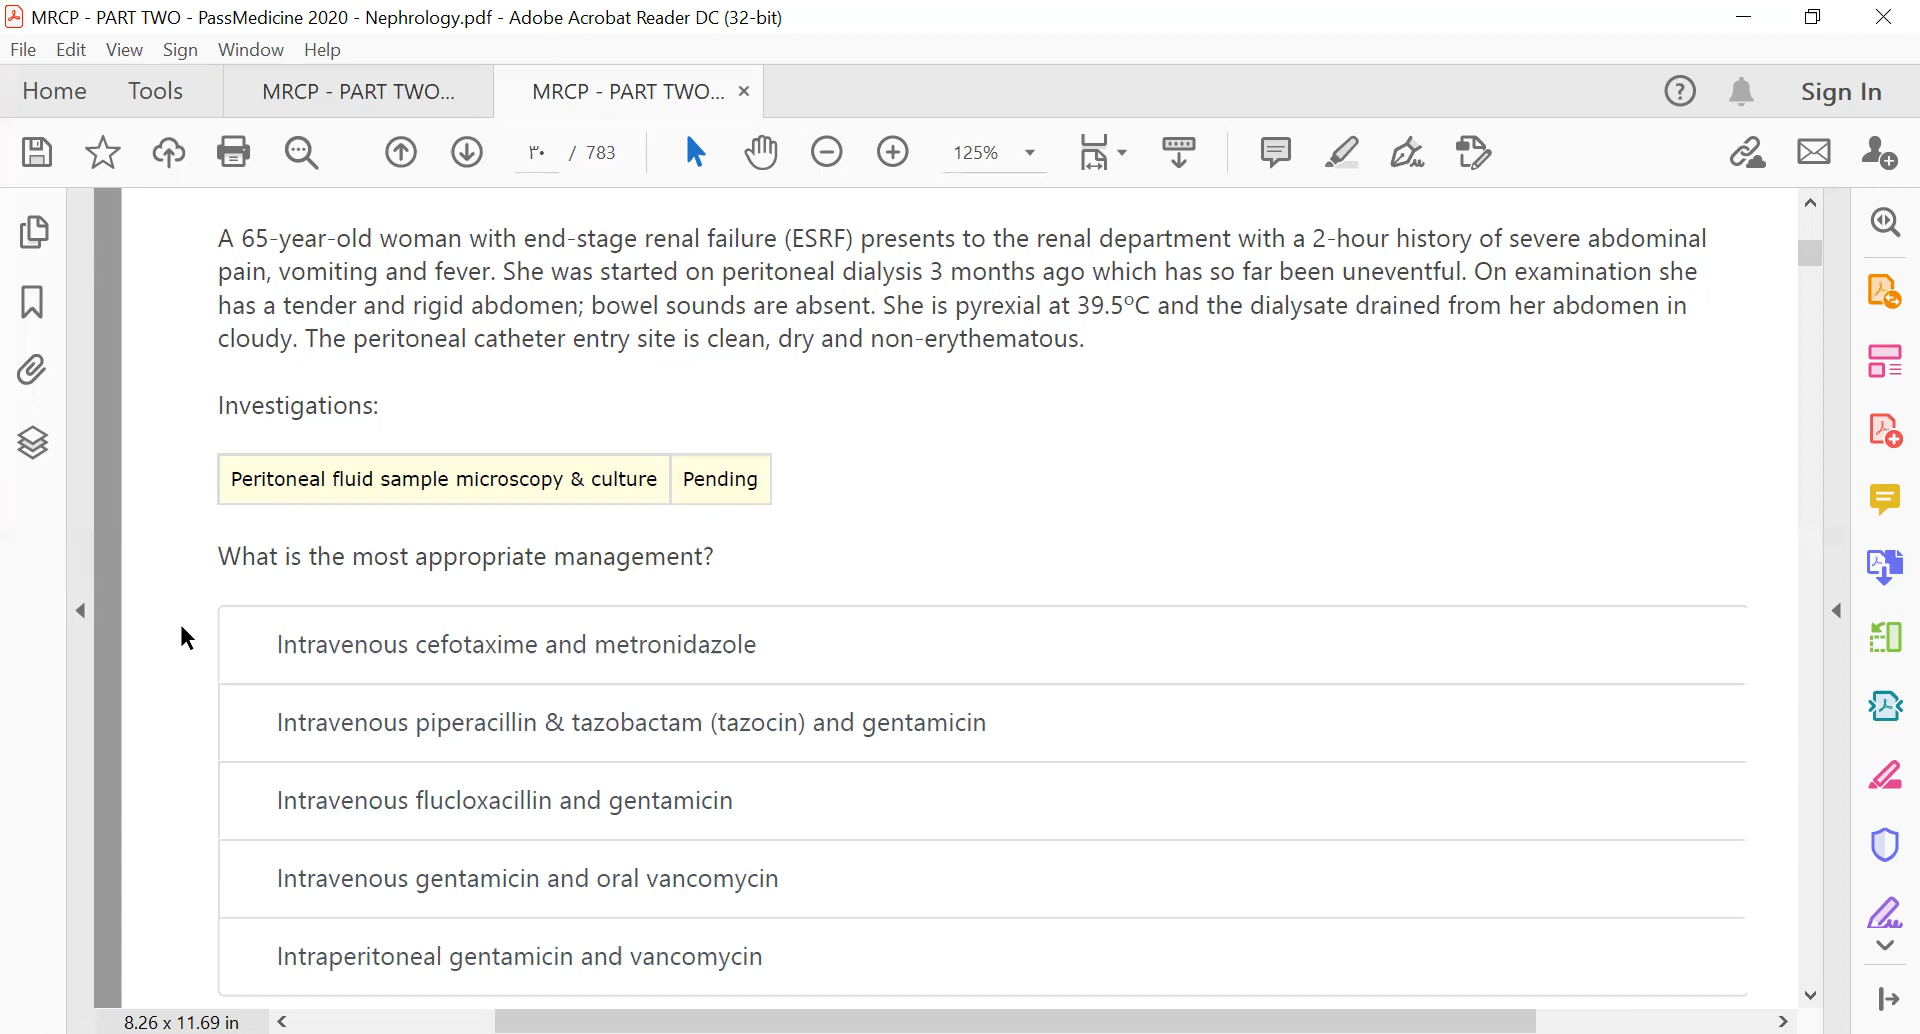 MRCP - PART TWO - PassMedicine 2020 - Nephrology.pdf - Adobe Acrobat Reader DC (32-bit)
File Edit View Sign Window Help
Home Tools MRCP - PART TWO... MRCP - PART TWO... × Sign In
٣٠ / 783 125%
A 65-year-old woman with end-stage renal failure (ESRF) presents to the renal department with a 2-hour history of severe abdominal
pain, vomiting and fever. She was started on peritoneal dialysis 3 months ago which has so far been uneventful. On examination she
has a tender and rigid abdomen; bowel sounds are absent. She is pyrexial at 39.5ºC and the dialysate drained from her abdomen in
cloudy. The peritoneal catheter entry site is clean, dry and non-erythematous.
Investigations:
Peritoneal fluid sample microscopy & culture Pending
What is the most appropriate management?
Intravenous cefotaxime and metronidazole
Intravenous piperacillin & tazobactam (tazocin) and gentamicin
Intravenous flucloxacillin and gentamicin
Intravenous gentamicin and oral vancomycin
Intraperitoneal gentamicin and vancomycin
8.26 x 11.69 in